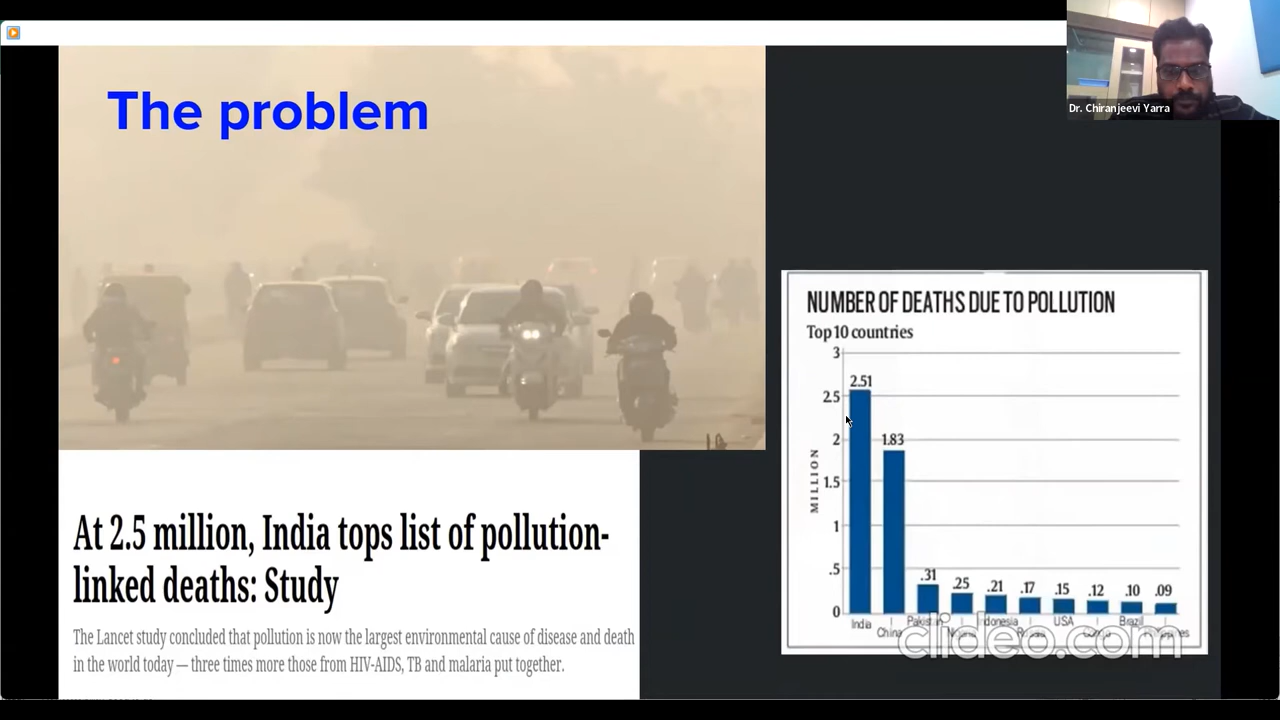 Dr. Chiranjeevi Yarra
The problem
At 2.5 million, India tops list of pollution-
linked deaths: Study
The Lancet study concluded that pollution is now the largest environmental cause of disease and death
in the world today — three times more those from HIV-AIDS, TB and malaria put together.
NUMBER OF DEATHS DUE TO POLLUTION
Top 10 countries
MILLION
3
2.5
2
1.5
1
.5
0
2.51
1.83
.31
.25
.21
.17
.15
.12
.10
.09
India
China
Pakistan
Indonesia
USA
Brazil
clideo.com